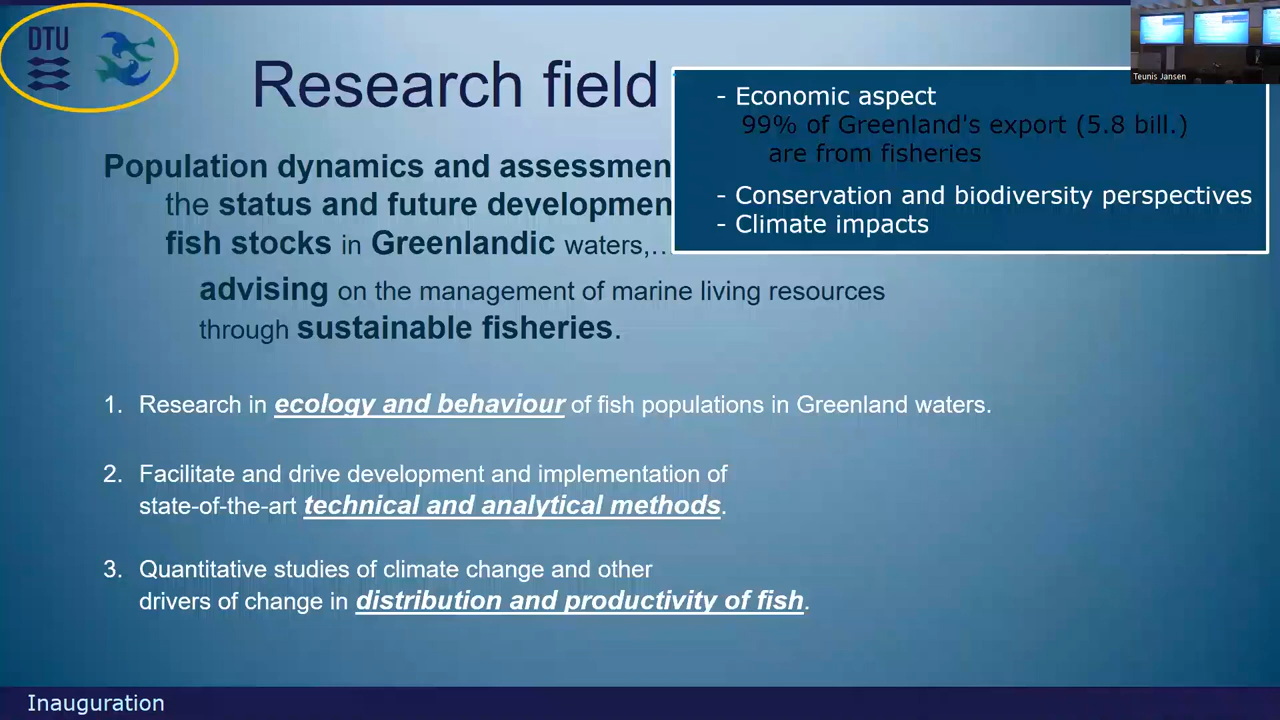 DTU
Teunis Jansen
Research field
- Economic aspect
99% of Greenland's export (5.8 bill.)
are from fisheries
- Conservation and biodiversity perspectives
- Climate impacts
Population dynamics and assessmen
the status and future developmen
fish stocks in Greenlandic waters,..
advising on the management of marine living resources
through sustainable fisheries.
1. Research in ecology and behaviour of fish populations in Greenland waters.
2. Facilitate and drive development and implementation of
state-of-the-art technical and analytical methods.
3. Quantitative studies of climate change and other
drivers of change in distribution and productivity of fish.
Inauguration